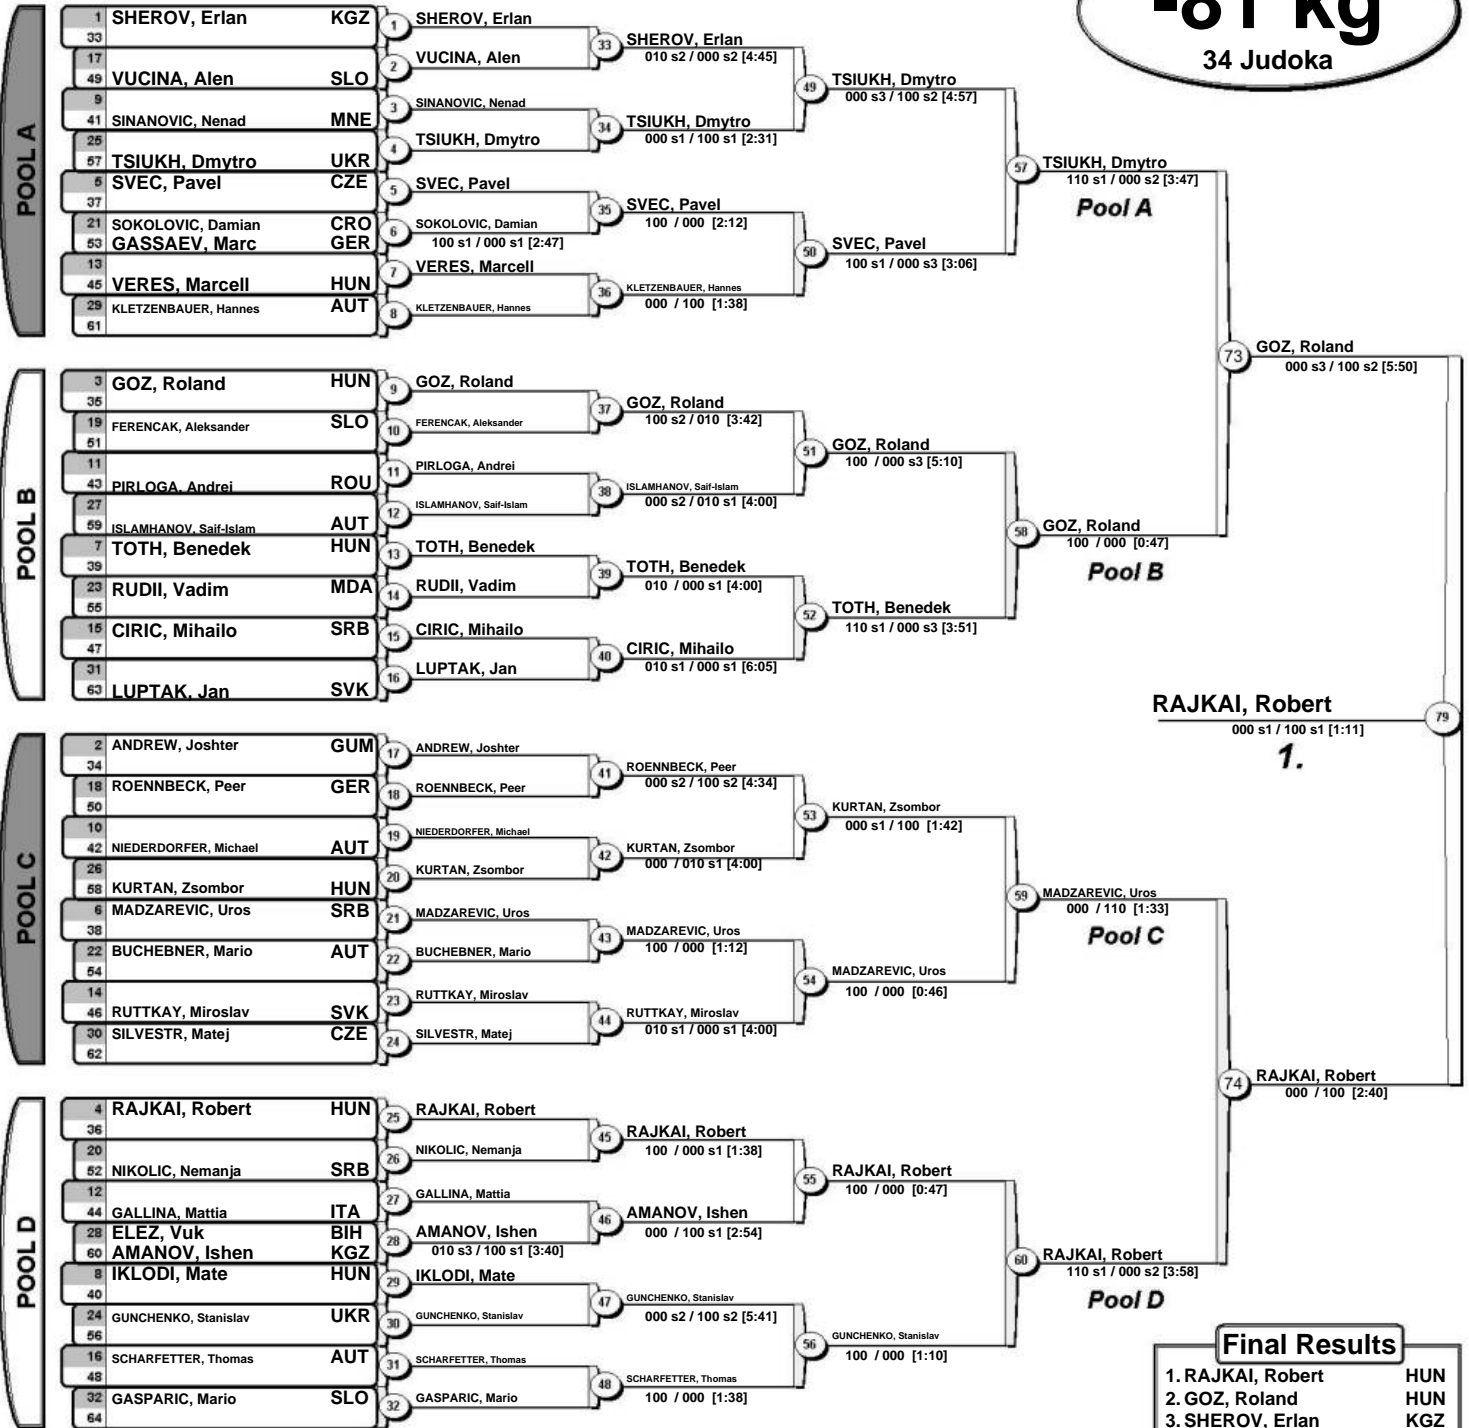 -81 kg
34 Judoka
POOL A
1 SHEROV, Erlan KGZ
33
17
49 VUCINA, Alen SLO
9
41 SINANOVIC, Nenad MNE
25
57 TSIUKH, Dmytro UKR
5 SVEC, Pavel CZE
37
21 SOKOLOVIC, Damian CRO
53 GASSAEV, Marc GER
13
45 VERES, Marcell HUN
29 KLETZENBAUER, Hannes AUT
61
1 SHEROV, Erlan
2 VUCINA, Alen
3 SINANOVIC, Nenad
4 TSIUKH, Dmytro
5 SVEC, Pavel
6 SOKOLOVIC, Damian
100 s1 / 000 s1 [2:47]
7 VERES, Marcell
8 KLETZENBAUER, Hannes
33 SHEROV, Erlan
010 s2 / 000 s2 [4:45]
34 TSIUKH, Dmytro
000 s1 / 100 s1 [2:31]
35 SVEC, Pavel
100 / 000 [2:12]
36 KLETZENBAUER, Hannes
000 / 100 [1:38]
49 TSIUKH, Dmytro
000 s3 / 100 s2 [4:57]
50 SVEC, Pavel
100 s1 / 000 s3 [3:06]
57 TSIUKH, Dmytro
110 s1 / 000 s2 [3:47]
Pool A
POOL B
3 GOZ, Roland HUN
35
19 FERENCAK, Aleksander SLO
51
11
43 PIRLOGA, Andrei ROU
27
59 ISLAMHANOV, Saif-Islam AUT
7 TOTH, Benedek HUN
39
23 RUDII, Vadim MDA
55
15 CIRIC, Mihailo SRB
47
31
63 LUPTAK, Jan SVK
9 GOZ, Roland
10 FERENCAK, Aleksander
11 PIRLOGA, Andrei
12 ISLAMHANOV, Saif-Islam
13 TOTH, Benedek
14 RUDII, Vadim
15 CIRIC, Mihailo
16 LUPTAK, Jan
37 GOZ, Roland
100 s2 / 010 [3:42]
38 ISLAMHANOV, Saif-Islam
000 s2 / 010 s1 [4:00]
39 TOTH, Benedek
010 / 000 s1 [4:00]
40 CIRIC, Mihailo
010 s1 / 000 s1 [6:05]
51 GOZ, Roland
100 / 000 s3 [5:10]
52 TOTH, Benedek
110 s1 / 000 s3 [3:51]
58 GOZ, Roland
100 / 000 [0:47]
Pool B
73 GOZ, Roland
000 s3 / 100 s2 [5:50]
RAJKAI, Robert 79
000 s1 / 100 s1 [1:11]
1.
POOL C
2 ANDREW, Joshter GUM
34
18 ROENNBECK, Peer GER
50
10
42 NIEDERDORFER, Michael AUT
26
58 KURTAN, Zsombor HUN
6 MADZAREVIC, Uros SRB
38
22 BUCHEBNER, Mario AUT
54
14
46 RUTTKAY, Miroslav SVK
30 SILVESTR, Matej CZE
62
17 ANDREW, Joshter
18 ROENNBECK, Peer
19 NIEDERDORFER, Michael
20 KURTAN, Zsombor
21 MADZAREVIC, Uros
22 BUCHEBNER, Mario
23 RUTTKAY, Miroslav
24 SILVESTR, Matej
41 ROENNBECK, Peer
000 s2 / 100 s2 [4:34]
42 KURTAN, Zsombor
000 / 010 s1 [4:00]
43 MADZAREVIC, Uros
100 / 000 [1:12]
44 RUTTKAY, Miroslav
010 s1 / 000 s1 [4:00]
53 KURTAN, Zsombor
000 s1 / 100 [1:42]
54 MADZAREVIC, Uros
100 / 000 [0:46]
59 MADZAREVIC, Uros
000 / 110 [1:33]
Pool C
POOL D
4 RAJKAI, Robert HUN
36
20
52 NIKOLIC, Nemanja SRB
12
44 GALLINA, Mattia ITA
28 ELEZ, Vuk BIH
60 AMANOV, Ishen KGZ
8 IKLODI, Mate HUN
40
24 GUNCHENKO, Stanislav UKR
56
16 SCHARFETTER, Thomas AUT
48
32 GASPARIC, Mario SLO
64
25 RAJKAI, Robert
26 NIKOLIC, Nemanja
27 GALLINA, Mattia
28 AMANOV, Ishen
010 s3 / 100 s1 [3:40]
29 IKLODI, Mate
30 GUNCHENKO, Stanislav
31 SCHARFETTER, Thomas
32 GASPARIC, Mario
45 RAJKAI, Robert
100 / 000 s1 [1:38]
46 AMANOV, Ishen
000 / 100 s1 [2:54]
47 GUNCHENKO, Stanislav
000 s2 / 100 s2 [5:41]
48 SCHARFETTER, Thomas
100 / 000 [1:38]
55 RAJKAI, Robert
100 / 000 [0:47]
56 GUNCHENKO, Stanislav
100 / 000 [1:10]
60 RAJKAI, Robert
110 s1 / 000 s2 [3:58]
Pool D
74 RAJKAI, Robert
000 / 100 [2:40]
Final Results
1. RAJKAI, Robert HUN
2. GOZ, Roland HUN
3. SHEROV, Erlan KGZ